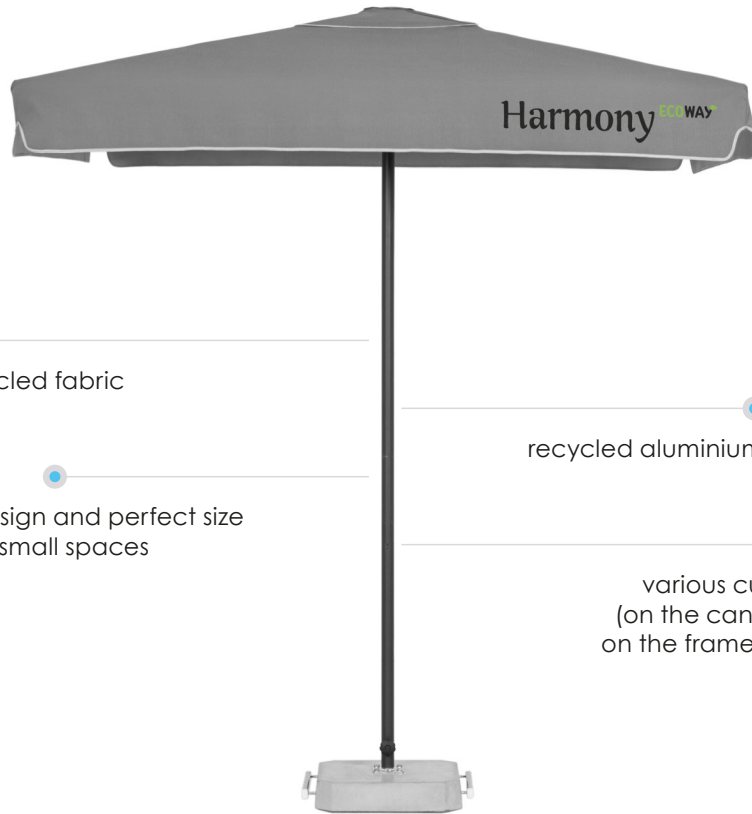 Harmony ECOWAY
cled fabric
recycled aluminiun
sign and perfect size
small spaces
various cu
(on the can
on the frame